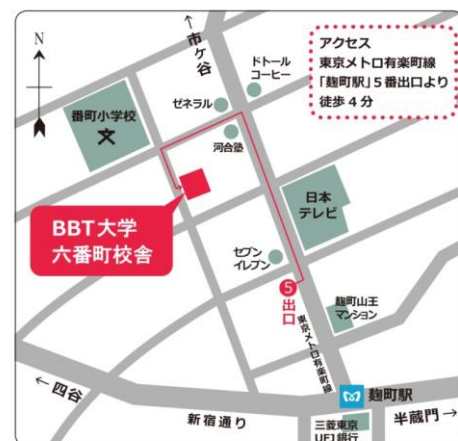 N
← 市ヶ谷
ドトール
コーヒー
アクセス
東京メトロ有楽町線
「麹町駅」5番出口より
徒歩4分
ゼネラル
番町小学校
文
河合塾
日本
テレビ
BBT大学
六番町校舎
セブン
イレブン
5
出口
東京メトロ有楽町線
麹町山王
マンション
← 四谷
新宿通り
麹町駅
半蔵門 →
三菱東京
UFJ銀行